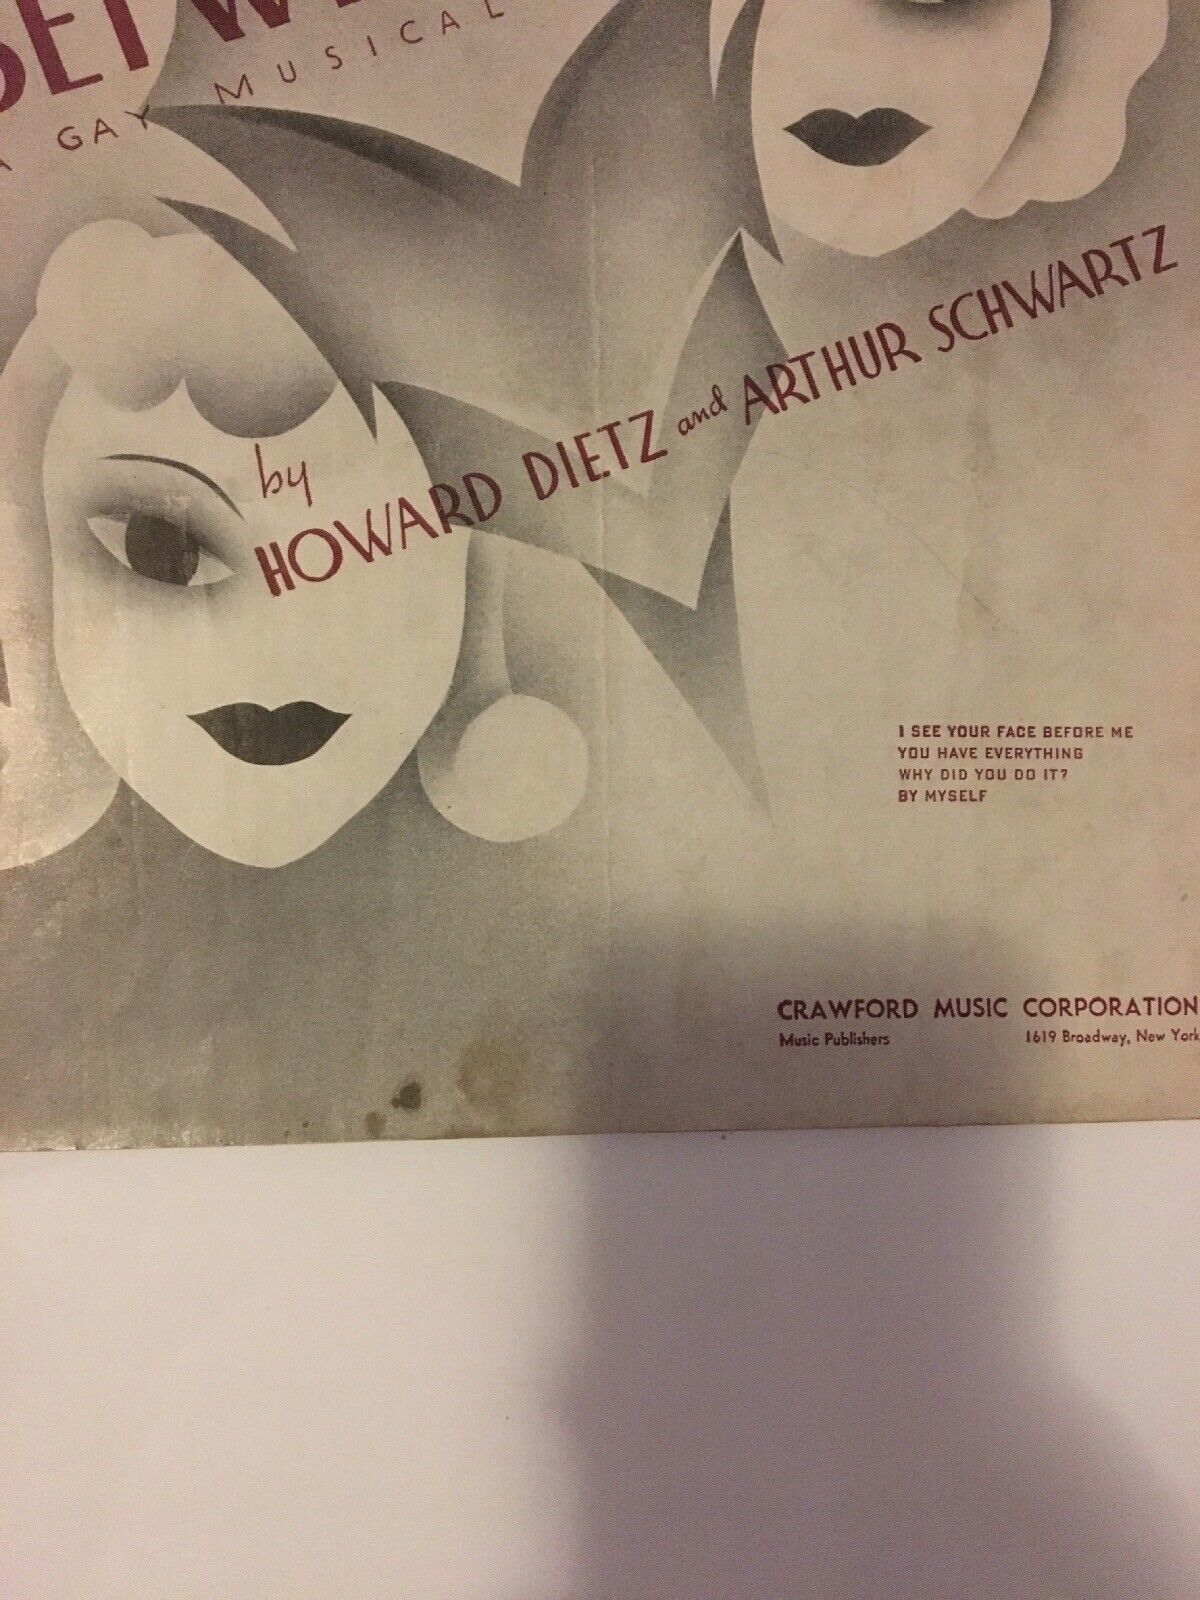 A GAY MUSICAL
by
HOWARD DIETZ and ARTHUR SCHWARTZ
I SEE YOUR FACE BEFORE ME
YOU HAVE EVERYTHING
WHY DID YOU DO IT?
BY MYSELF
CRAWFORD MUSIC CORPORATION
Music Publishers 1619 Broadway, New York